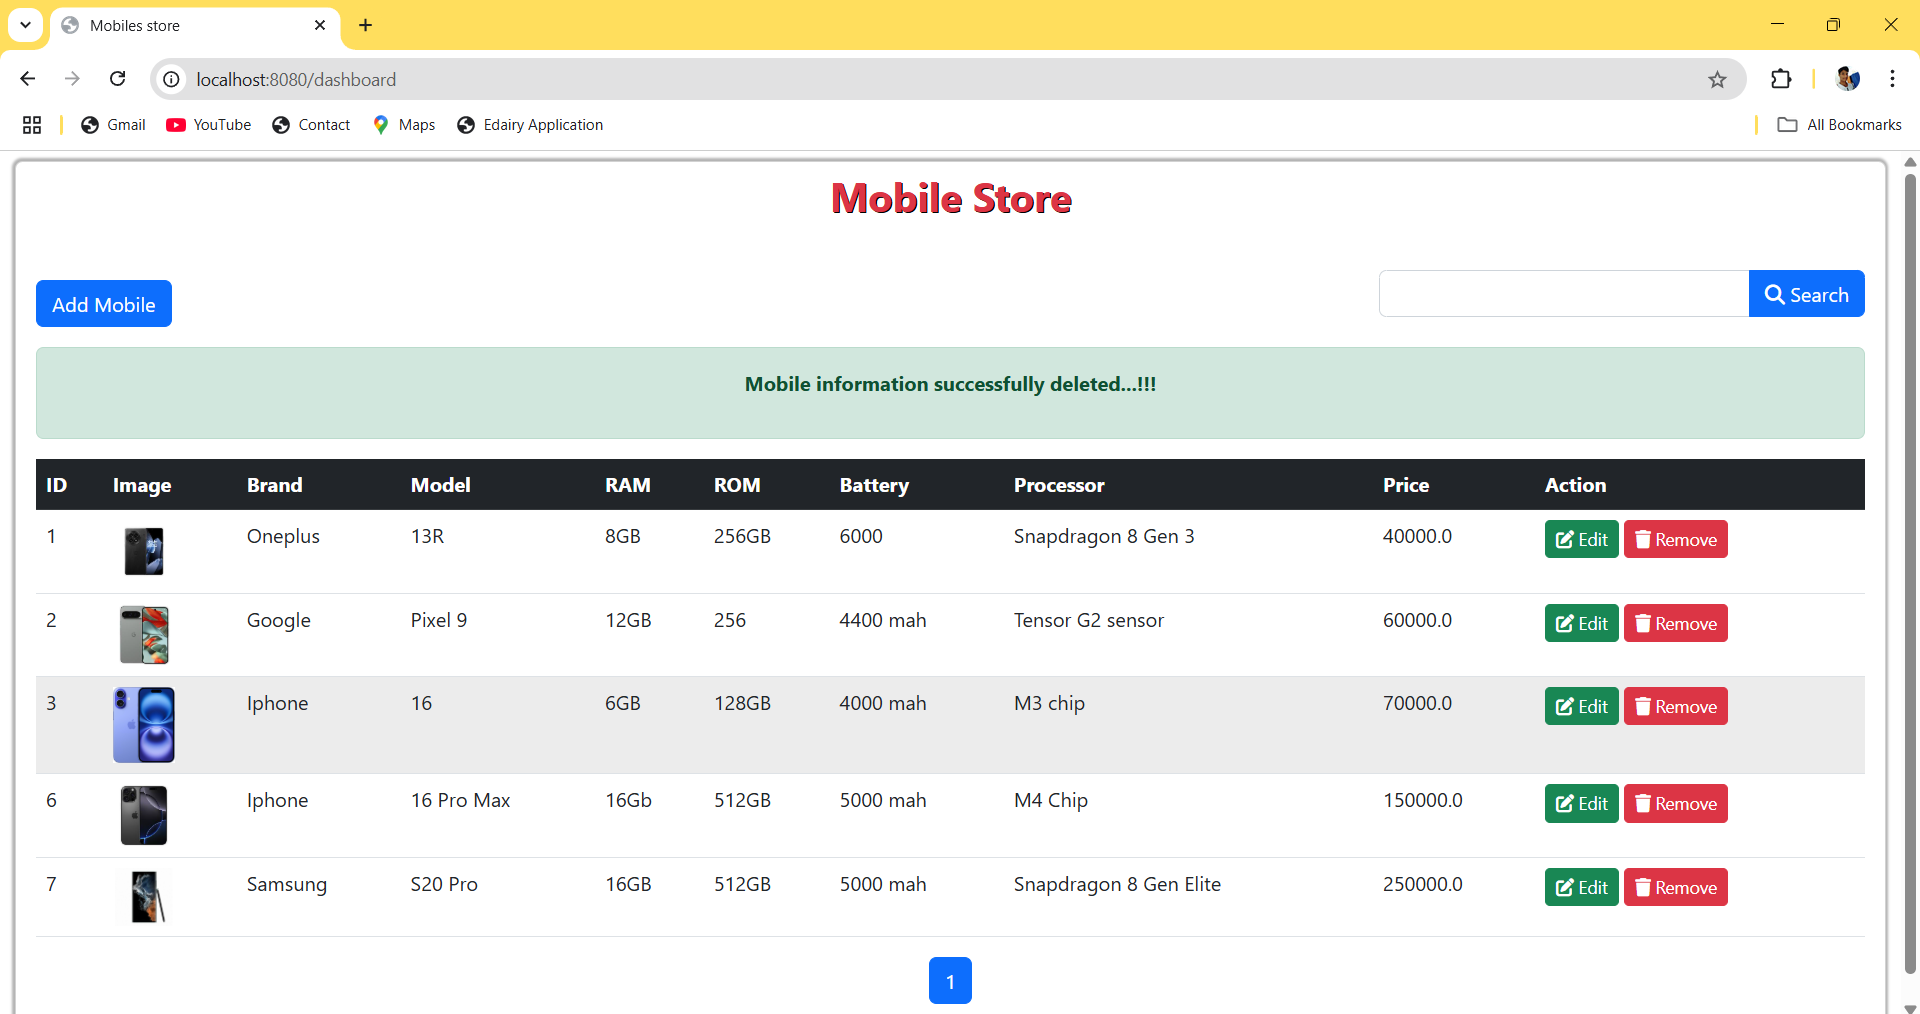 Mobiles store
localhost:8080/dashboard
Gmail YouTube Contact Maps Edairy Application All Bookmarks
Mobile Store
Add Mobile Search
Mobile information successfully deleted...!!!
ID Image Brand Model RAM ROM Battery Processor Price Action
1 Oneplus 13R 8GB 256GB 6000 Snapdragon 8 Gen 3 40000.0 Edit Remove
2 Google Pixel 9 12GB 256 4400 mah Tensor G2 sensor 60000.0 Edit Remove
3 Iphone 16 6GB 128GB 4000 mah M3 chip 70000.0 Edit Remove
6 Iphone 16 Pro Max 16Gb 512GB 5000 mah M4 Chip 150000.0 Edit Remove
7 Samsung S20 Pro 16GB 512GB 5000 mah Snapdragon 8 Gen Elite 250000.0 Edit Remove
1